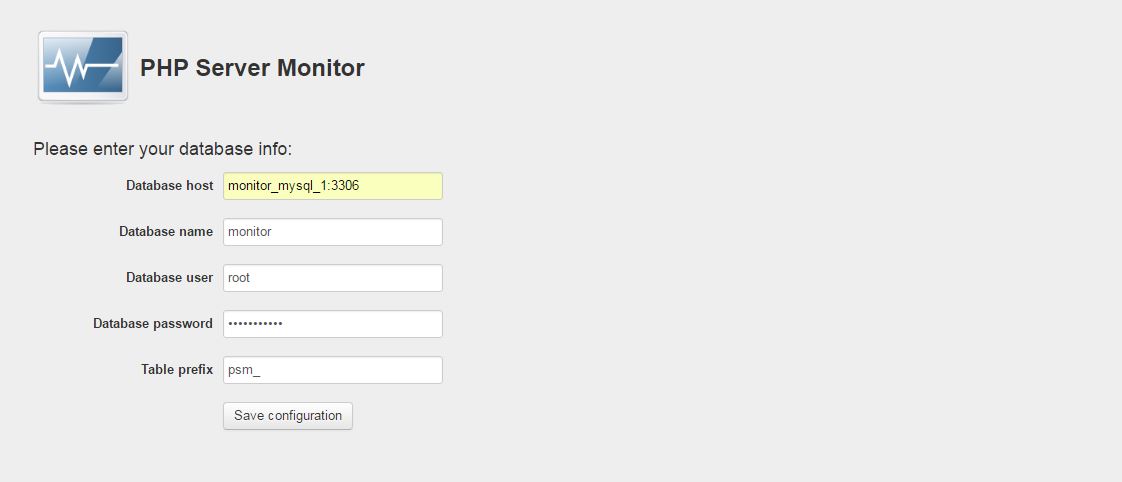 PHP Server Monitor
Please enter your database info:
Database host monitor_mysql_1:3306
Database name monitor
Database user root
Database password •••••••••••
Table prefix psm_
Save configuration